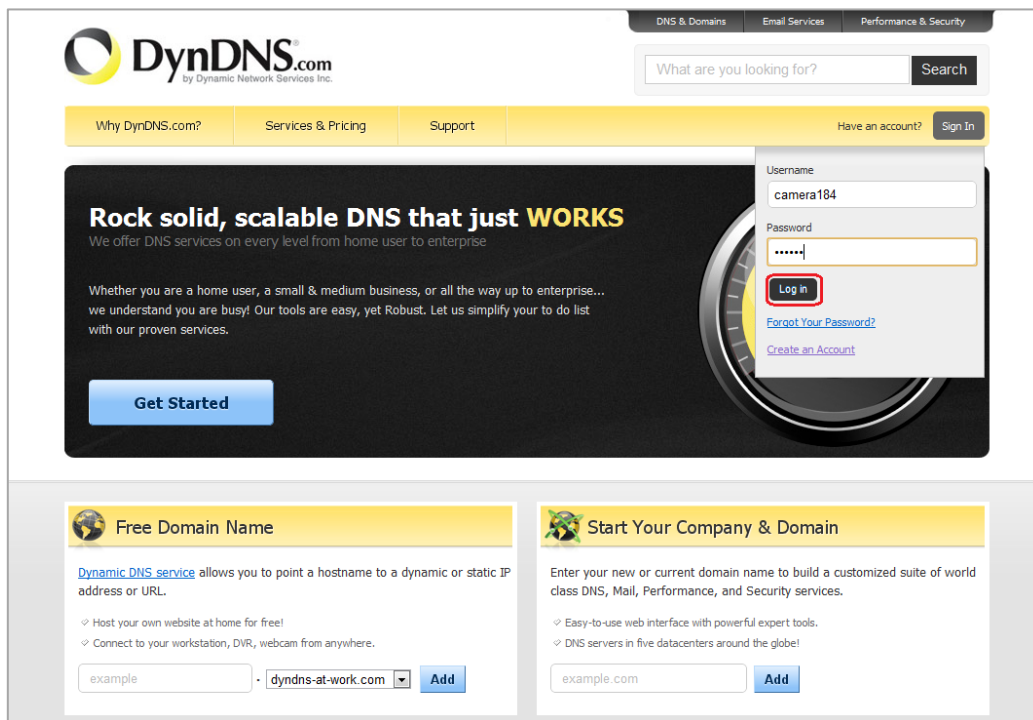 DNS & Domains Email Services Performance & Security
DynDNS®.com
by Dynamic Network Services Inc.
What are you looking for? Search
Why DynDNS.com? Services & Pricing Support Have an account? Sign In
Username
camera184
Password
••••••
Log in
Forgot Your Password?
Create an Account
Rock solid, scalable DNS that just WORKS
We offer DNS services on every level from home user to enterprise
Whether you are a home user, a small & medium business, or all the way up to enterprise...
we understand you are busy! Our tools are easy, yet Robust. Let us simplify your to do list
with our proven services.
Get Started
Free Domain Name
Dynamic DNS service allows you to point a hostname to a dynamic or static IP
address or URL.
Host your own website at home for free!
Connect to your workstation, DVR, webcam from anywhere.
example . dyndns-at-work.com Add
Start Your Company & Domain
Enter your new or current domain name to build a customized suite of world
class DNS, Mail, Performance, and Security services.
Easy-to-use web interface with powerful expert tools.
DNS servers in five datacenters around the globe!
example.com Add